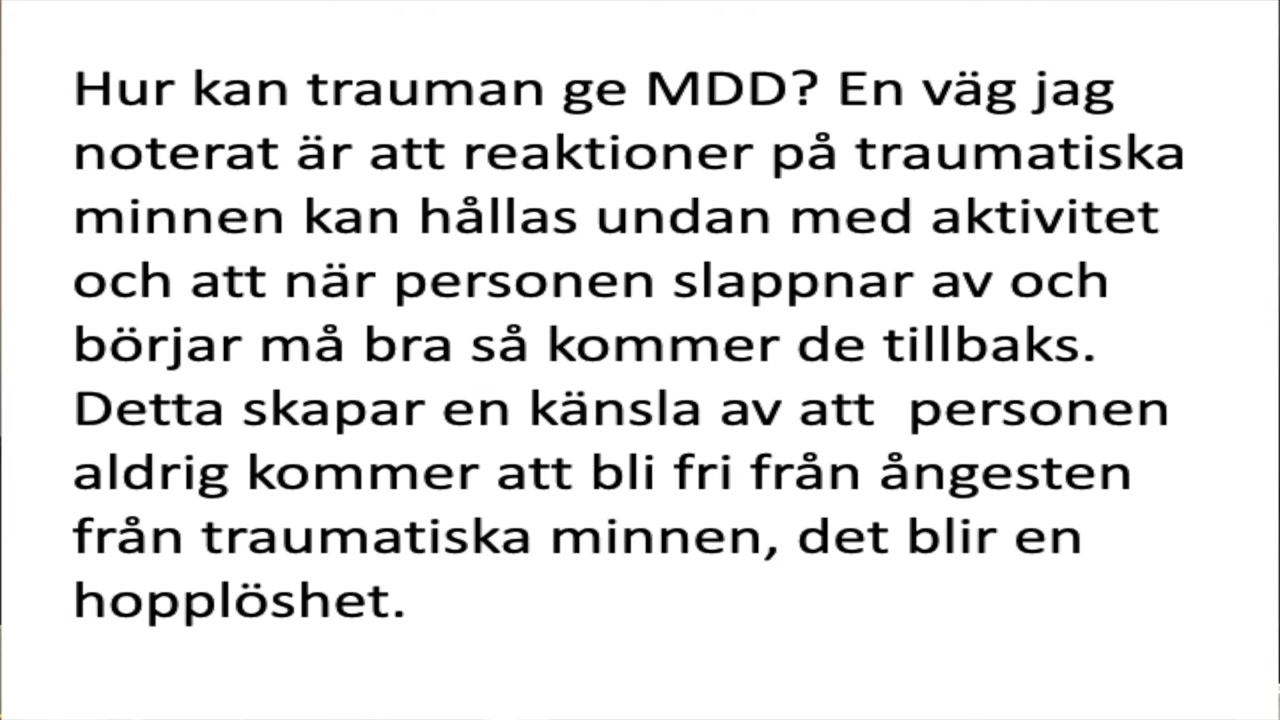 Hur kan trauman ge MDD? En väg jag
noterat är att reaktioner på traumatiska
minnen kan hållas undan med aktivitet
och att när personen slappnar av och
börjar må bra så kommer de tillbaks.
Detta skapar en känsla av att  personen
aldrig kommer att bli fri från ångesten
från traumatiska minnen, det blir en
hopplöshet.